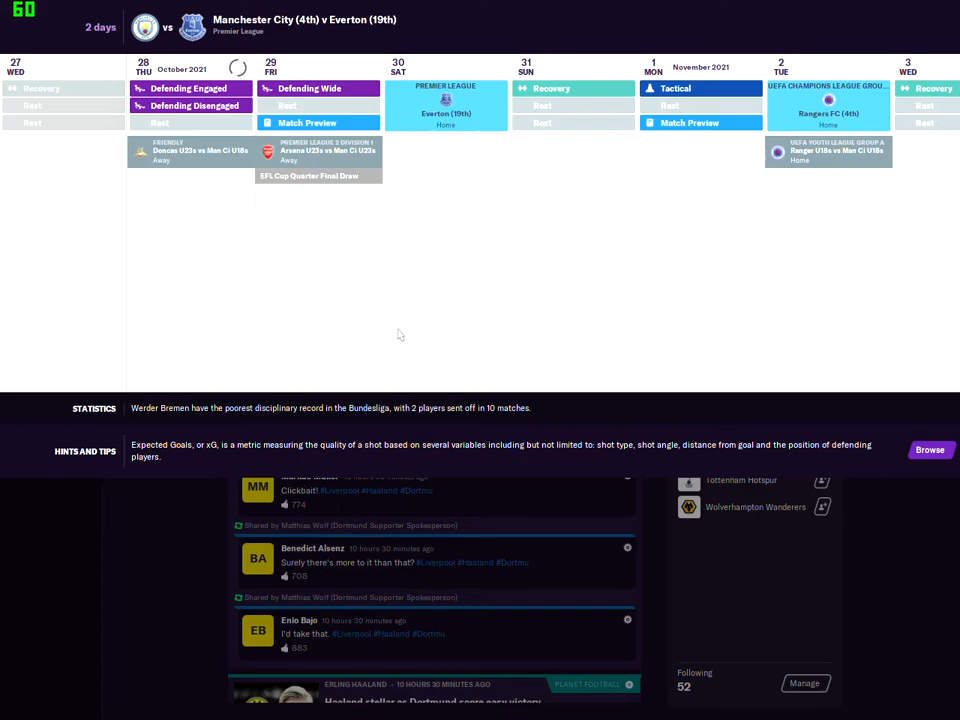 60
2 days
vs
Manchester City (4th) v Everton (19th)
Premier League
27
WED
28
THU
October 2021
29
FRI
30
SAT
31
SUN
1
MON
November 2021
2
TUE
3
WED
Recovery
Rest
Rest
Defending Engaged
Defending Disengaged
Rest
Defending Wide
Rest
Match Preview
PREMIER LEAGUE
Everton (19th)
Home
Recovery
Rest
Rest
Tactical
Rest
Match Preview
UEFA CHAMPIONS LEAGUE GROU...
Rangers FC (4th)
Home
Recovery
Rest
Rest
FRIENDLY
Doncas U23s vs Man Ci U18s
Away
PREMIER LEAGUE 2 DIVISION 1
Arsena U23s vs Man Ci U23s
Away
EFL Cup Quarter Final Draw
UEFA YOUTH LEAGUE GROUP A
Ranger U18s vs Man Ci U18s
Home
STATISTICS
Werder Bremen have the poorest disciplinary record in the Bundesliga, with 2 players sent off in 10 matches.
HINTS AND TIPS
Expected Goals, or xG, is a metric measuring the quality of a shot based on several variables including but not limited to: shot type, shot angle, distance from goal and the position of defending
players.
Browse
MM
Clickbait! #Liverpool #Haaland #Dortmu
774
Shared by Matthias Wolf (Dortmund Supporter Spokesperson)
BA
Benedict Alsenz 10 hours 30 minutes ago
Surely there's more to it than that? #Liverpool #Haaland #Dortmu
708
Shared by Matthias Wolf (Dortmund Supporter Spokesperson)
EB
Enio Bajo 10 hours 30 minutes ago
I'd take that. #Liverpool #Haaland #Dortmu
883
ERLING HAALAND - 10 HOURS 30 MINUTES AGO
PLANET FOOTBALL
Haaland stellar as Dortmund score easy victory
Tottenham Hotspur
Wolverhampton Wanderers
Following
52
Manage